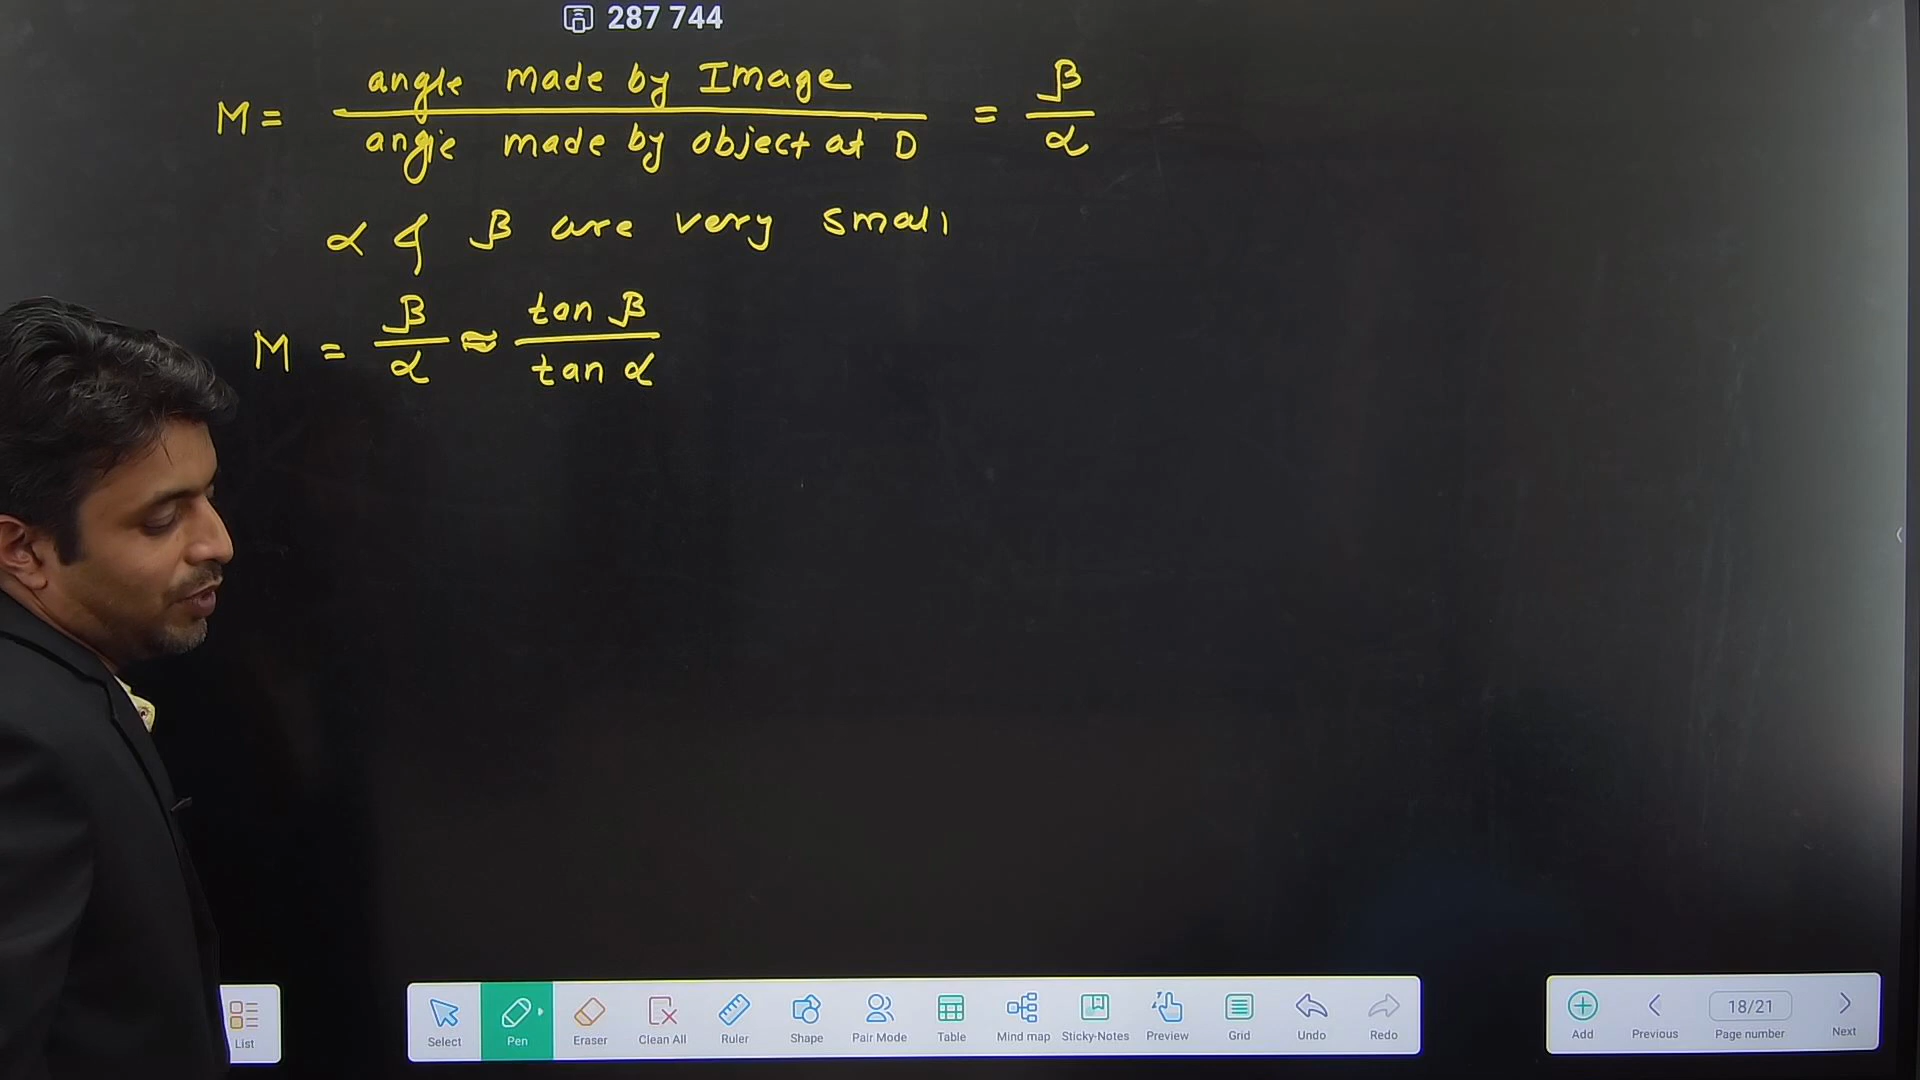 287 744
M = angle made by Image / angle made by object at D = β / α
α & β are very small
M = β / α ≈ tan β / tan α
List
Select Pen Eraser Clean All Ruler Shape Pair Mode Table Mind map Sticky-Notes Preview Grid Undo Redo
Add Previous 18/21 Page number Next